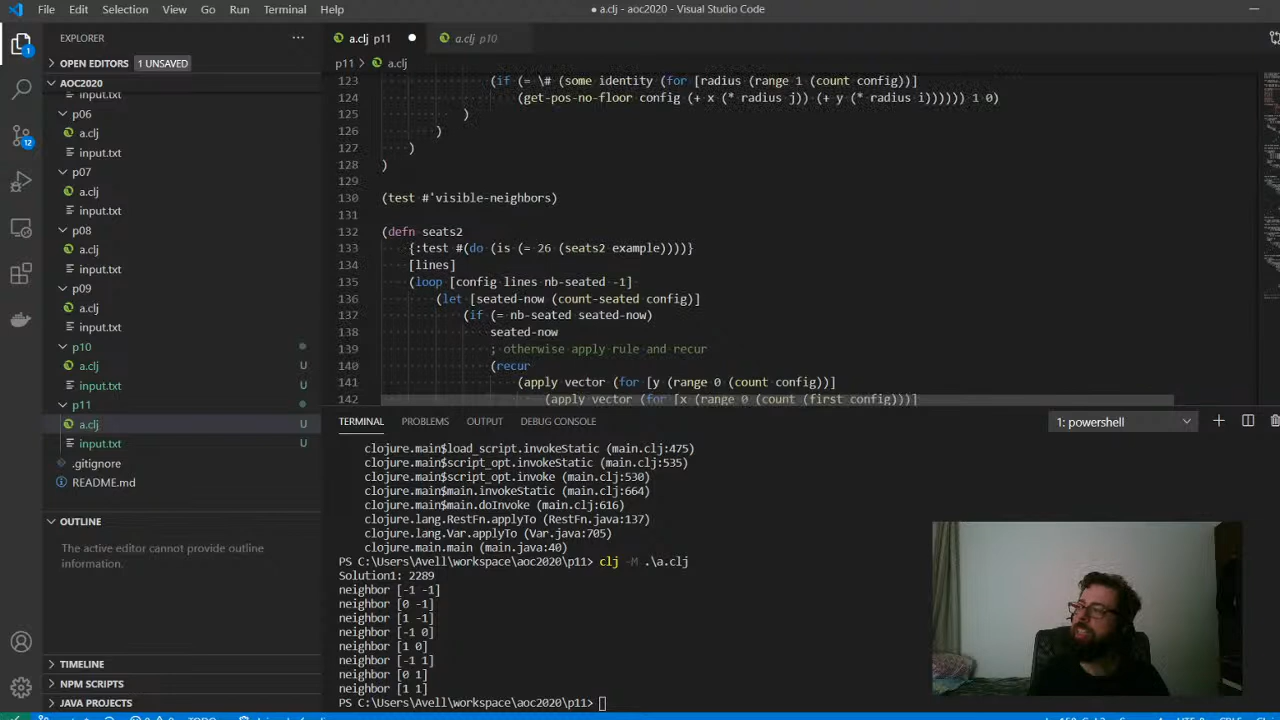 File Edit Selection View Go Run Terminal Help
● a.clj - aoc2020 - Visual Studio Code
EXPLORER
OPEN EDITORS 1 UNSAVED
AOC2020
input.txt
p06
a.clj
input.txt
p07
a.clj
input.txt
p08
a.clj
input.txt
p09
a.clj
input.txt
p10
a.clj U
input.txt U
p11
a.clj U
input.txt U
.gitignore
README.md
OUTLINE
The active editor cannot provide outline
information.
TIMELINE
NPM SCRIPTS
JAVA PROJECTS
1
12
a.clj p11 ●
a.clj p10
p11 > a.clj
123 (if (= \# (some identity (for [radius (range 1 (count config))]
124 (get-pos-no-floor config (+ x (* radius j)) (+ y (* radius i)))))) 1 0)
125 )
126 )
127 )
128 )
129
130 (test #'visible-neighbors)
131
132 (defn seats2
133 {:test #(do (is (= 26 (seats2 example))))}
134 [lines]
135 (loop [config lines nb-seated -1]
136 (let [seated-now (count-seated config)]
137 (if (= nb-seated seated-now)
138 seated-now
139 ; otherwise apply rule and recur
140 (recur
141 (apply vector (for [y (range 0 (count config))]
142 (apply vector (for [x (range 0 (count (first config)))]
TERMINAL PROBLEMS OUTPUT DEBUG CONSOLE
1: powershell
clojure.main$load_script.invokeStatic (main.clj:475)
clojure.main$script_opt.invokeStatic (main.clj:535)
clojure.main$script_opt.invoke (main.clj:530)
clojure.main$main.invokeStatic (main.clj:664)
clojure.main$main.doInvoke (main.clj:616)
clojure.lang.RestFn.applyTo (RestFn.java:137)
clojure.lang.Var.applyTo (Var.java:705)
clojure.main.main (main.java:40)
PS C:\Users\Avell\workspace\aoc2020\p11> clj -M .\a.clj
Solution1: 2289
neighbor [-1 -1]
neighbor [0 -1]
neighbor [1 -1]
neighbor [-1 0]
neighbor [1 0]
neighbor [-1 1]
neighbor [0 1]
neighbor [1 1]
PS C:\Users\Avell\workspace\aoc2020\p11>